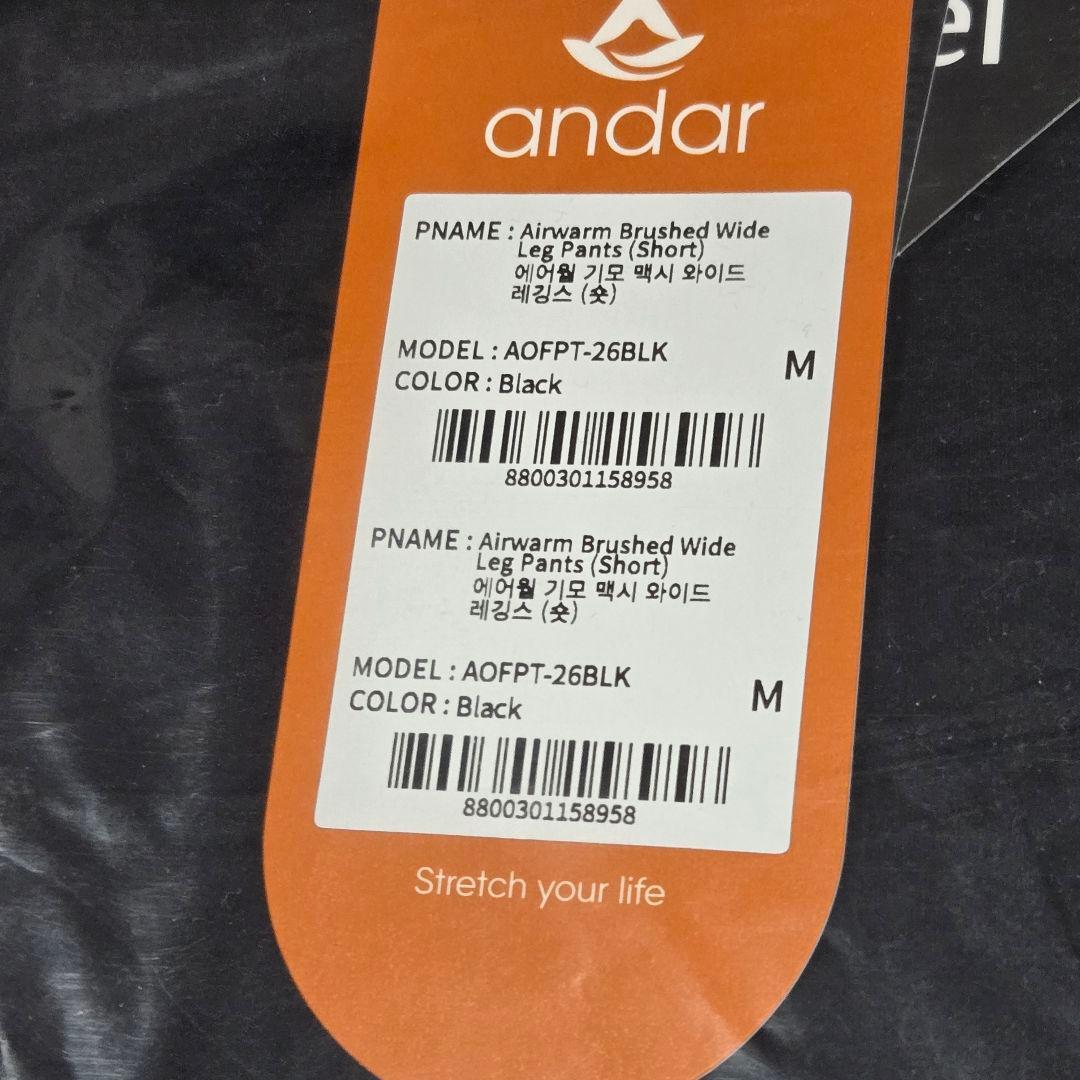 el
andar
PNAME : Airwarm Brushed Wide
Leg Pants (Short)
에어웜 기모 맥시 와이드
레깅스 (숏)
MODEL : AOFPT-26BLK
COLOR : Black
M
8800301158958
PNAME : Airwarm Brushed Wide
Leg Pants (Short)
에어웜 기모 맥시 와이드
레깅스 (숏)
MODEL : AOFPT-26BLK
COLOR : Black
M
8800301158958
Stretch your life